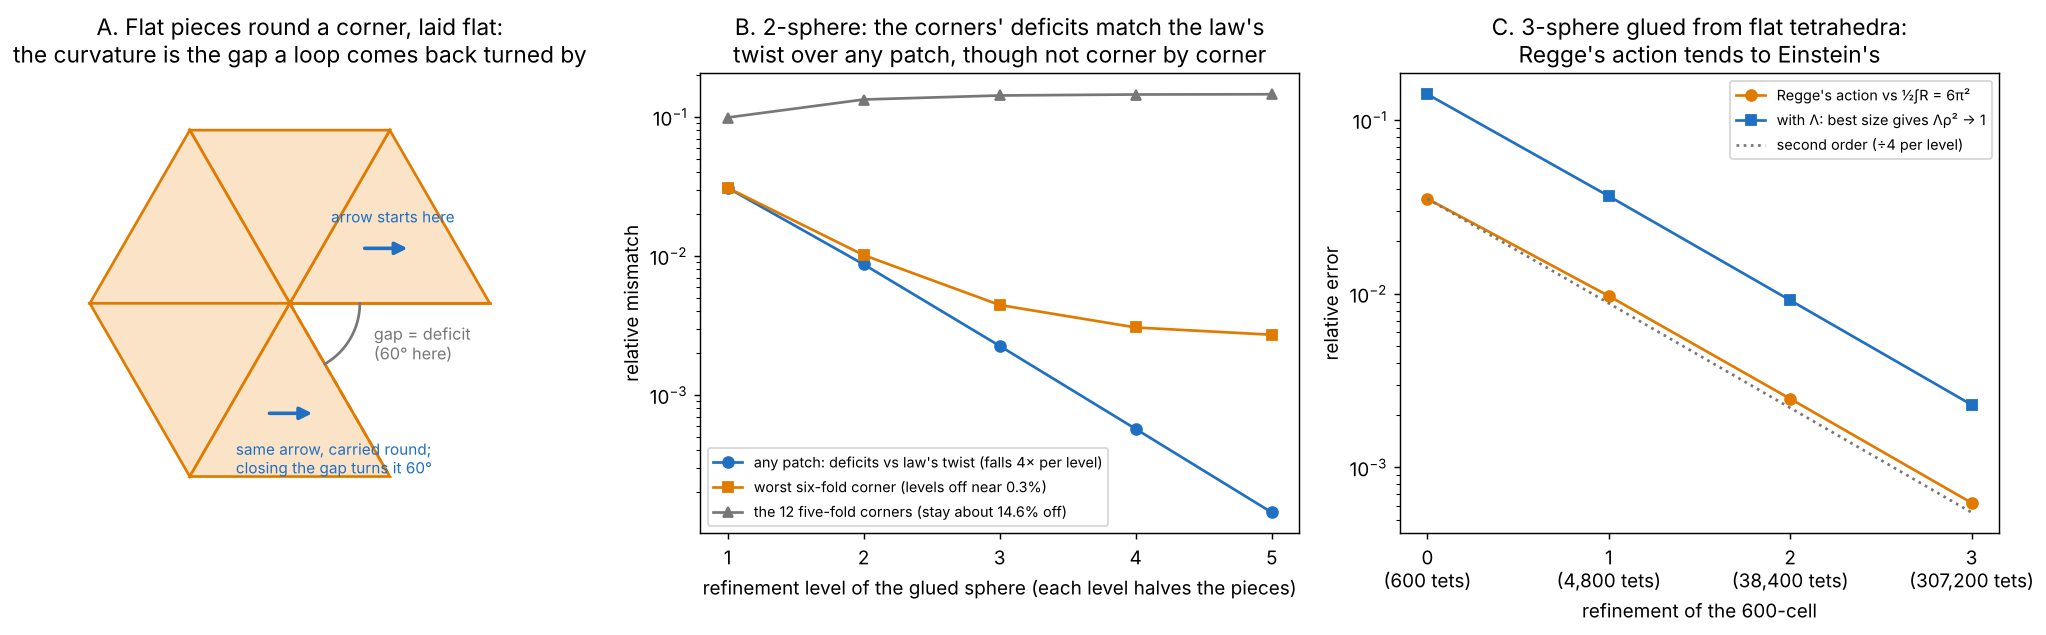 A. Flat pieces round a corner, laid flat:
the curvature is the gap a loop comes back turned by
arrow starts here
gap = deficit
(60° here)
same arrow, carried round;
closing the gap turns it 60°
B. 2-sphere: the corners' deficits match the law's
twist over any patch, though not corner by corner
relative mismatch
10⁻¹
10⁻²
10⁻³
any patch: deficits vs law's twist (falls 4× per level)
worst six-fold corner (levels off near 0.3%)
the 12 five-fold corners (stay about 14.6% off)
1 2 3 4 5
refinement level of the glued sphere (each level halves the pieces)
C. 3-sphere glued from flat tetrahedra:
Regge's action tends to Einstein's
relative error
10⁻¹
10⁻²
10⁻³
Regge's action vs ½∫R = 6π²
with Λ: best size gives Λρ² → 1
second order (÷4 per level)
0 1 2 3
(600 tets) (4,800 tets) (38,400 tets) (307,200 tets)
refinement of the 600-cell